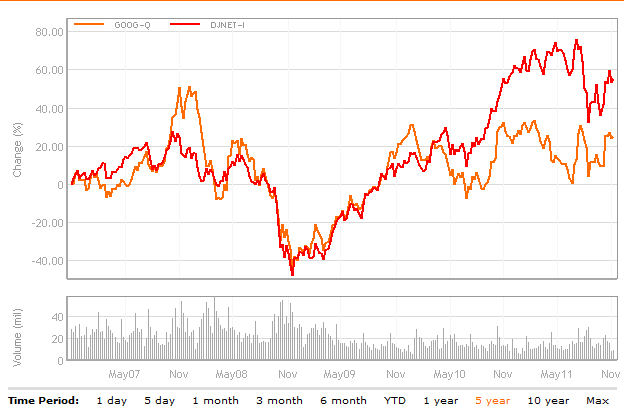 GOOG-Q DJNET-I
80.00
60.00
40.00
20.00
0
-20.00
-40.00
Change (%)
40
20
0
Volume (mil)
May07 Nov May08 Nov May09 Nov May10 Nov May11 Nov
Time Period: 1 day 5 day 1 month 3 month 6 month YTD 1 year 5 year 10 year Max